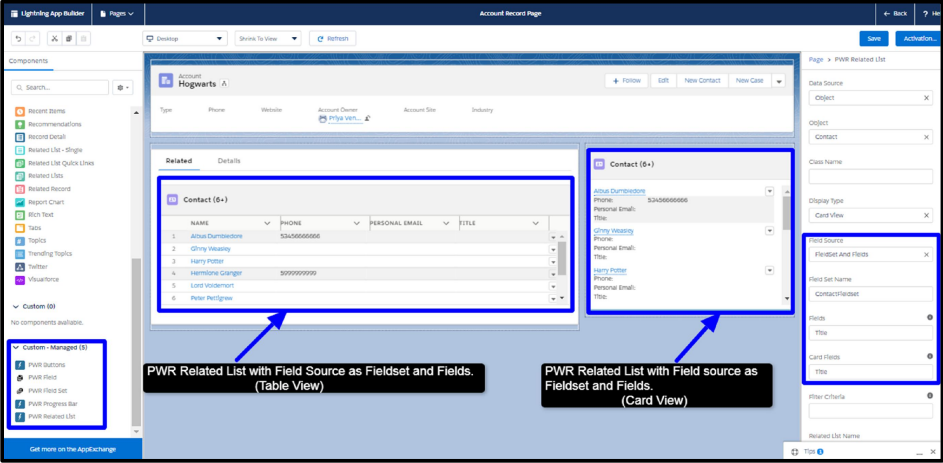 Lightning App Builder
Pages
Account Record Page
Back
? He
Desktop
Shrink To View
Refresh
Save
Activation...
Components
Search...
Recent Items
Recommendations
Record Detail
Related List - Single
Related List Quick Links
Related Lists
Related Record
Report Chart
Rich Text
Tabs
Topics
Trending Topics
Twitter
Visualforce
Custom (0)
No components available.
Custom - Managed (5)
PWR Buttons
PWR Field
PWR Field Set
PWR Progress Bar
PWR Related List
Get more on the AppExchange
Account
Hogwarts
+ Follow
Edit
New Contact
New Case
Type
Phone
Website
Account Owner
Account Site
Industry
Priya Ven...
Related
Details
Contact (6+)
NAME
PHONE
PERSONAL EMAIL
TITLE
1 Albus Dumbledore 53456666666
2 Ginny Weasley
3 Harry Potter
4 Hermione Granger 5999999999
5 Lord Voldemort
6 Peter Pettigrew
PWR Related List with Field Source as Fieldset and Fields.
(Table View)
Contact (6+)
Albus Dumbledore
Phone: 53456666666
Personal Email:
Title:
Ginny Weasley
Phone:
Personal Email:
Title:
Harry Potter
Phone:
Personal Email:
Title:
PWR Related List with Field source as
Fieldset and Fields.
(Card View)
Page > PWR Related List
Data Source
Object
Object
Contact
Class Name
Display Type
Card View
Field Source
FieldSet And Fields
Field Set Name
ContactFieldset
Fields
Title
Card Fields
Title
Filter Criteria
Related List Name
Tips